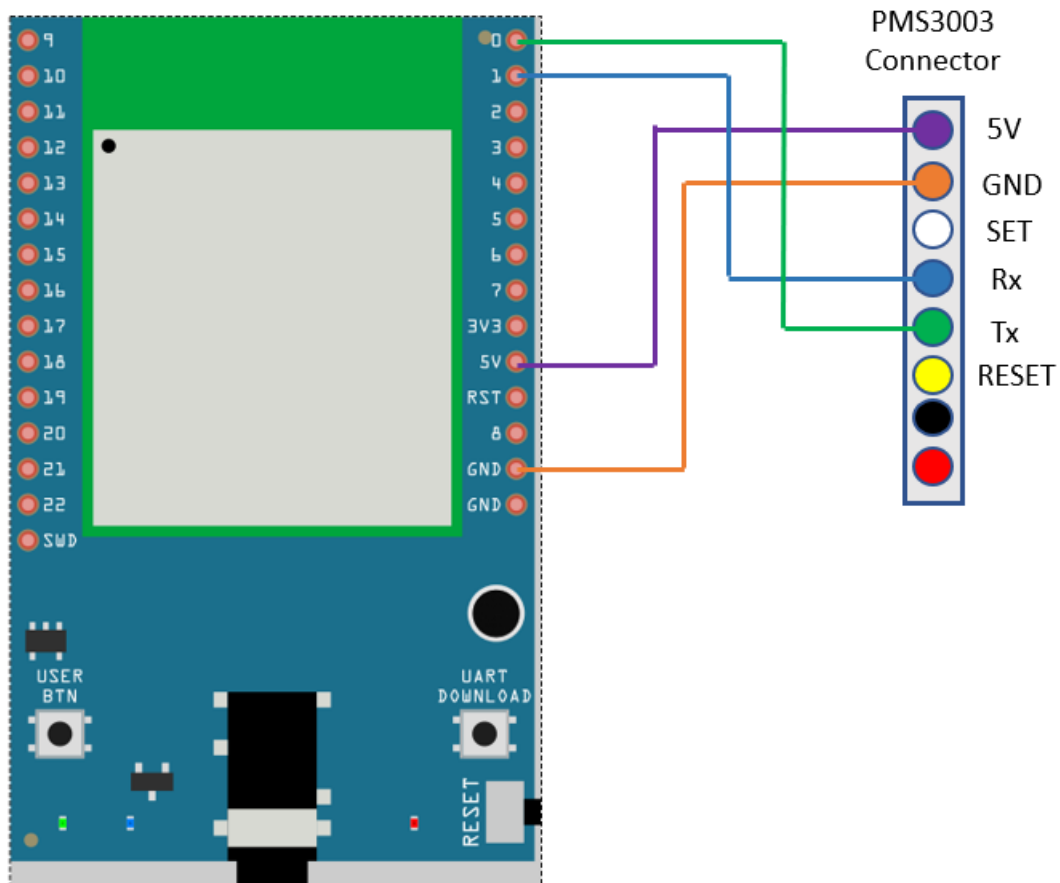 PMS3003
Connector
9
10
11
12
13
14
15
16
17
18
19
20
21
22
SWD
0
1
2
3
4
5
6
7
3V3
5V
RST
8
GND
GND
5V
GND
SET
Rx
Tx
RESET
USER
BTN
UART
DOWNLOAD
RESET